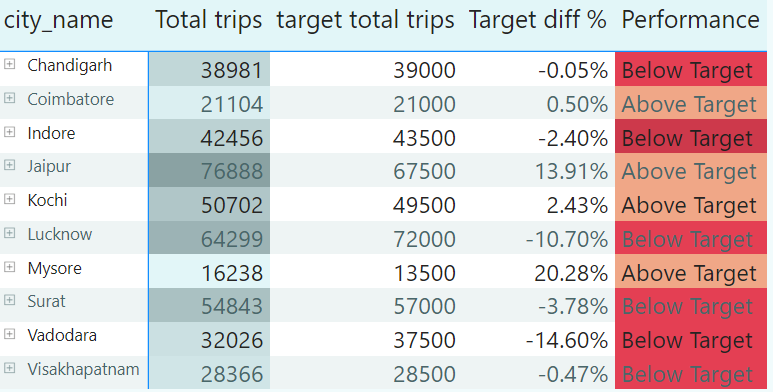 city_name Total trips target total trips Target diff % Performance
Chandigarh 38981 39000 -0.05% Below Target
Coimbatore 21104 21000 0.50% Above Target
Indore 42456 43500 -2.40% Below Target
Jaipur 76888 67500 13.91% Above Target
Kochi 50702 49500 2.43% Above Target
Lucknow 64299 72000 -10.70% Below Target
Mysore 16238 13500 20.28% Above Target
Surat 54843 57000 -3.78% Below Target
Vadodara 32026 37500 -14.60% Below Target
Visakhapatnam 28366 28500 -0.47% Below Target